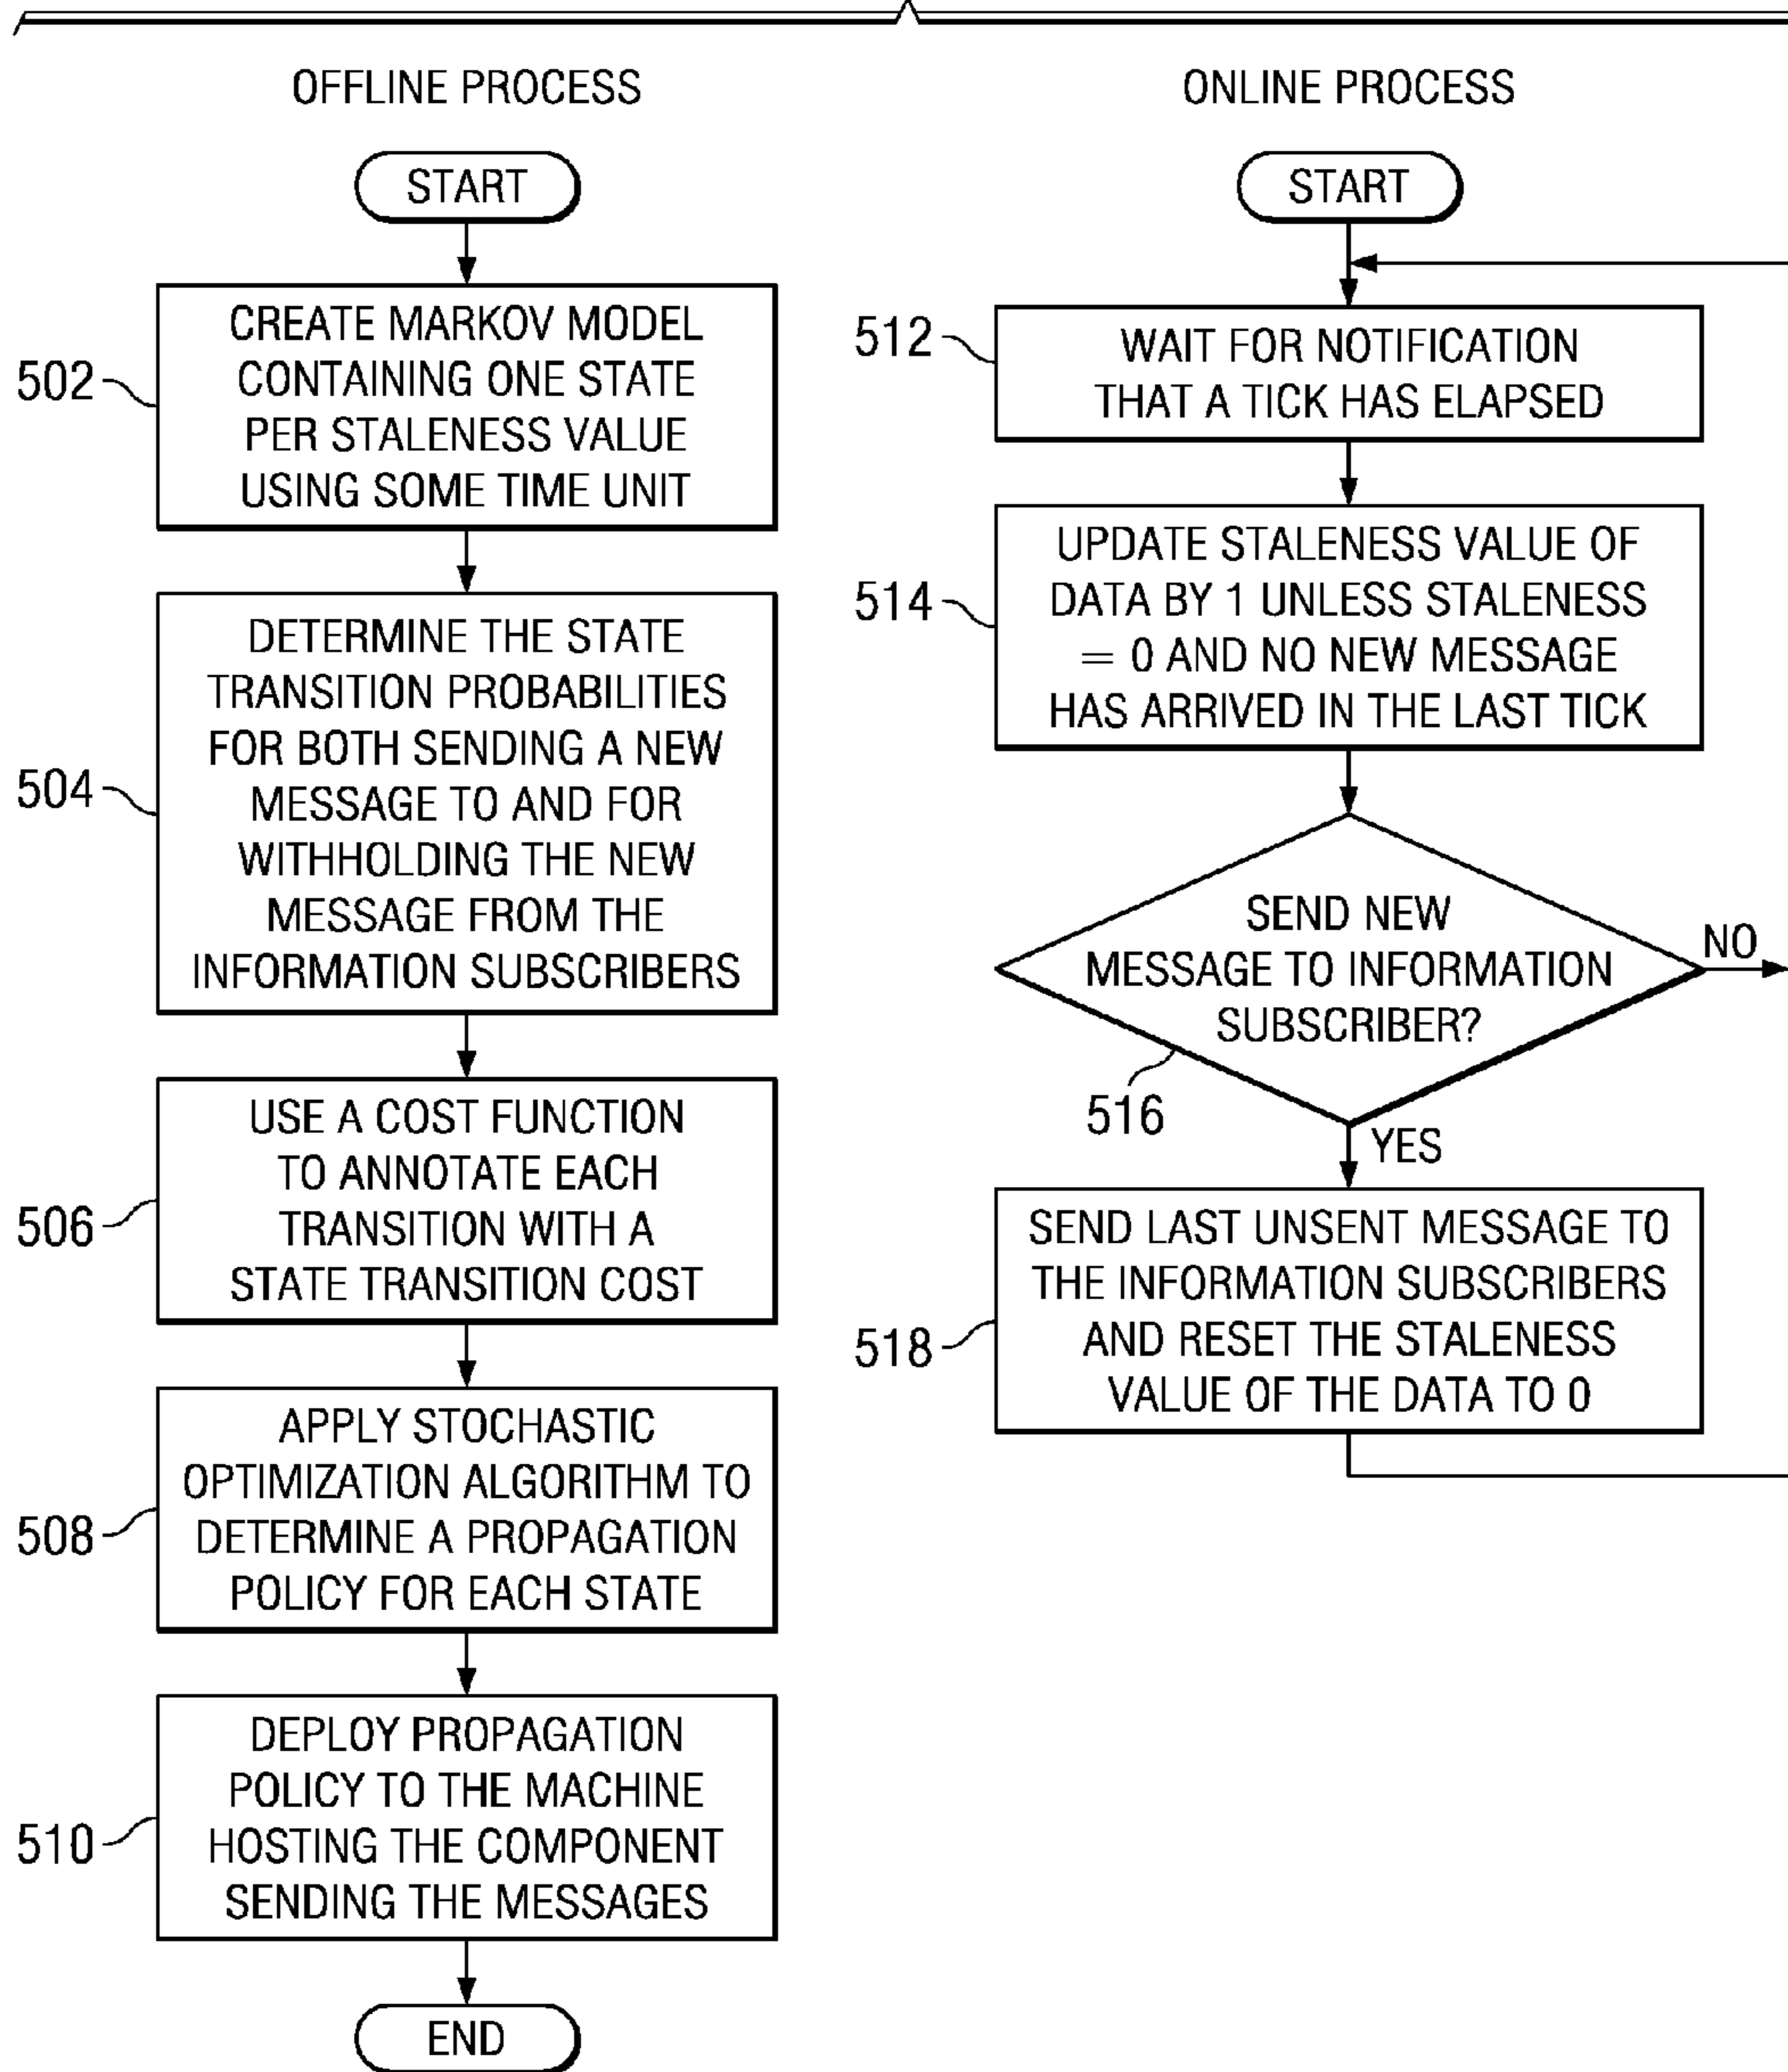 OFFLINE PROCESS
START
502
CREATE MARKOV MODEL
CONTAINING ONE STATE
PER STALENESS VALUE
USING SOME TIME UNIT
504
DETERMINE THE STATE
TRANSITION PROBABILITIES
FOR BOTH SENDING A NEW
MESSAGE TO AND FOR
WITHHOLDING THE NEW
MESSAGE FROM THE
INFORMATION SUBSCRIBERS
506
USE A COST FUNCTION
TO ANNOTATE EACH
TRANSITION WITH A
STATE TRANSITION COST
508
APPLY STOCHASTIC
OPTIMIZATION ALGORITHM TO
DETERMINE A PROPAGATION
POLICY FOR EACH STATE
510
DEPLOY PROPAGATION
POLICY TO THE MACHINE
HOSTING THE COMPONENT
SENDING THE MESSAGES
END
ONLINE PROCESS
START
512
WAIT FOR NOTIFICATION
THAT A TICK HAS ELAPSED
514
UPDATE STALENESS VALUE OF
DATA BY 1 UNLESS STALENESS
= 0 AND NO NEW MESSAGE
HAS ARRIVED IN THE LAST TICK
SEND NEW
MESSAGE TO INFORMATION
SUBSCRIBER?
NO
516
YES
518
SEND LAST UNSENT MESSAGE TO
THE INFORMATION SUBSCRIBERS
AND RESET THE STALENESS
VALUE OF THE DATA TO 0